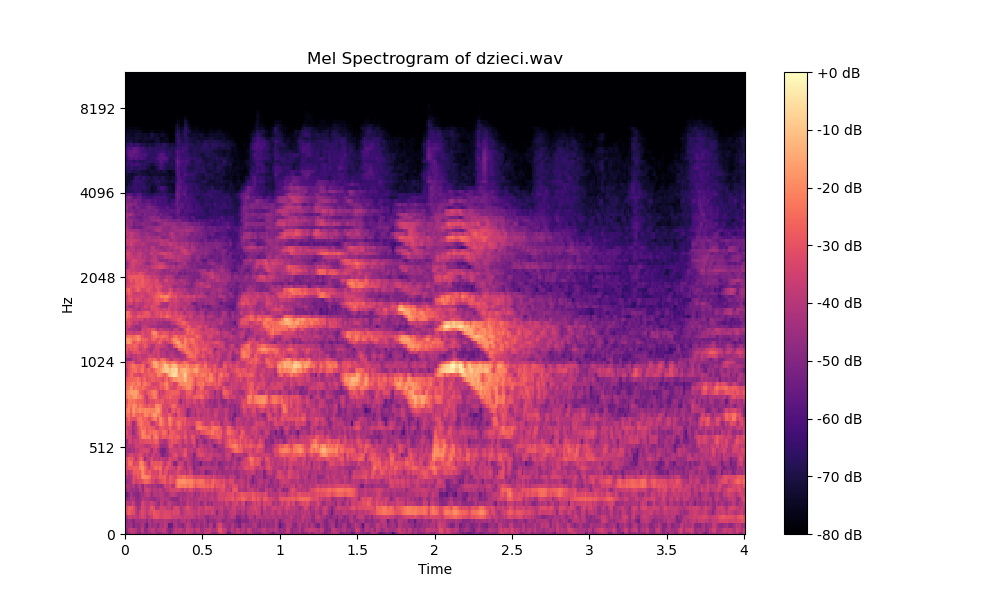 Mel Spectrogram of dzieci.wav
Hz
8192
4096
2048
1024
512
0
0 0.5 1 1.5 2 2.5 3 3.5 4
Time
+0 dB
-10 dB
-20 dB
-30 dB
-40 dB
-50 dB
-60 dB
-70 dB
-80 dB